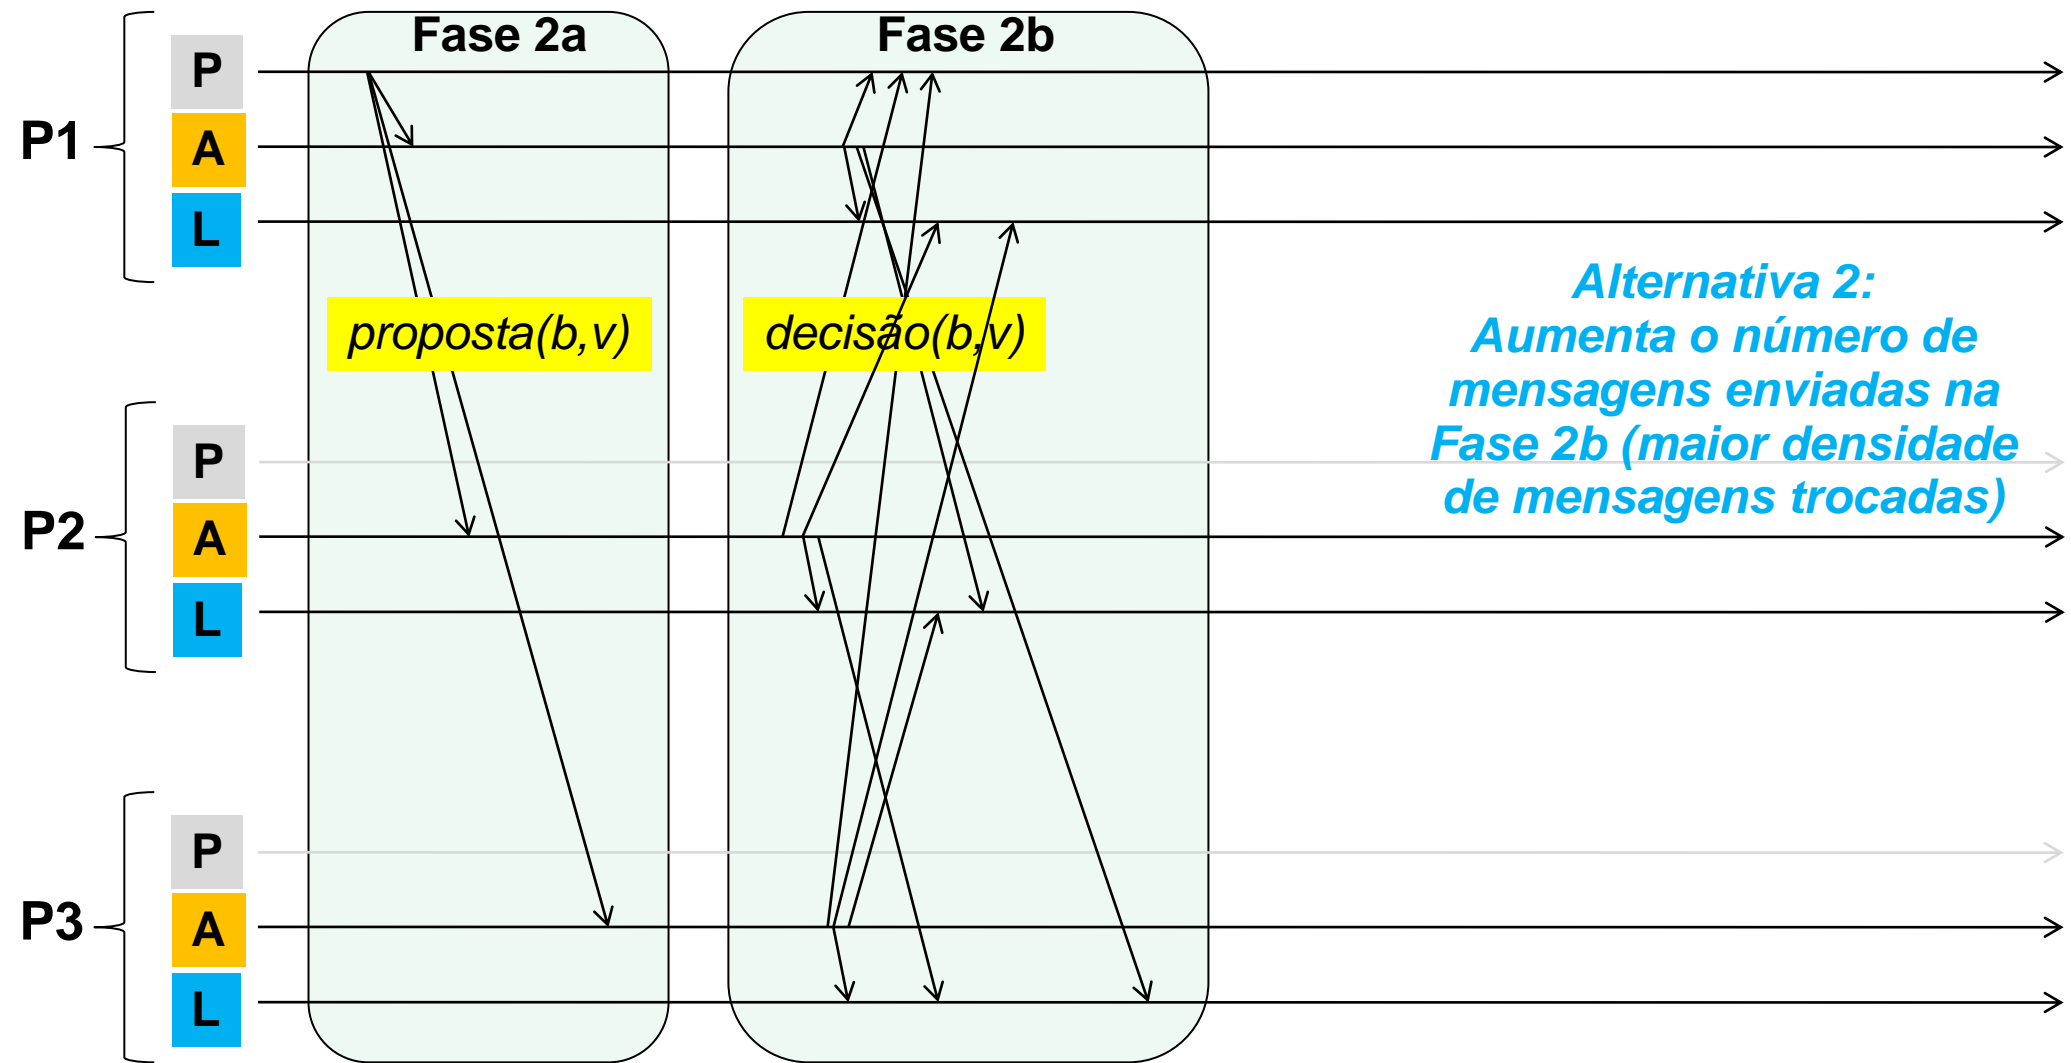 Fase 2a
Fase 2b
P
P1
A
L
proposta(b,v)
decisão(b,v)
Alternativa 2:
Aumenta o número de
mensagens enviadas na
Fase 2b (maior densidade
de mensagens trocadas)
P
P2
A
L
P
P3
A
L